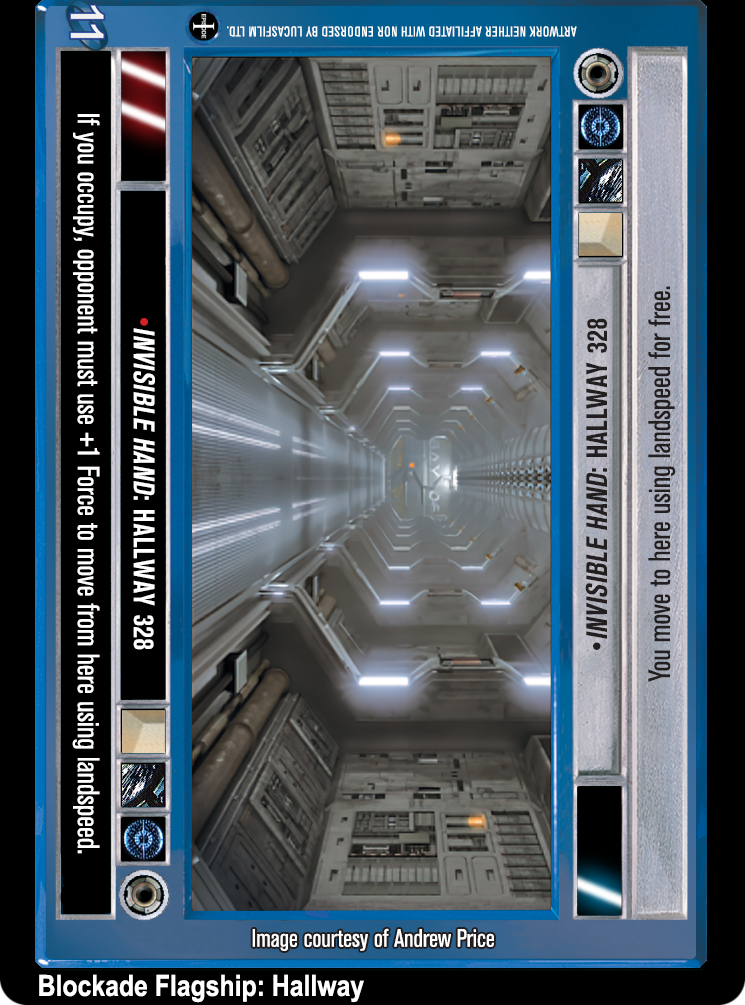 11
EPISODE
I
ARTWORK NEITHER AFFILIATED WITH NOR ENDORSED BY LUCASFILM LTD.
If you occupy, opponent must use +1 Force to move from here using landspeed.
•INVISIBLE HAND: HALLWAY 328
•INVISIBLE HAND: HALLWAY 328
You move to here using landspeed for free.
Image courtesy of Andrew Price
Blockade Flagship: Hallway